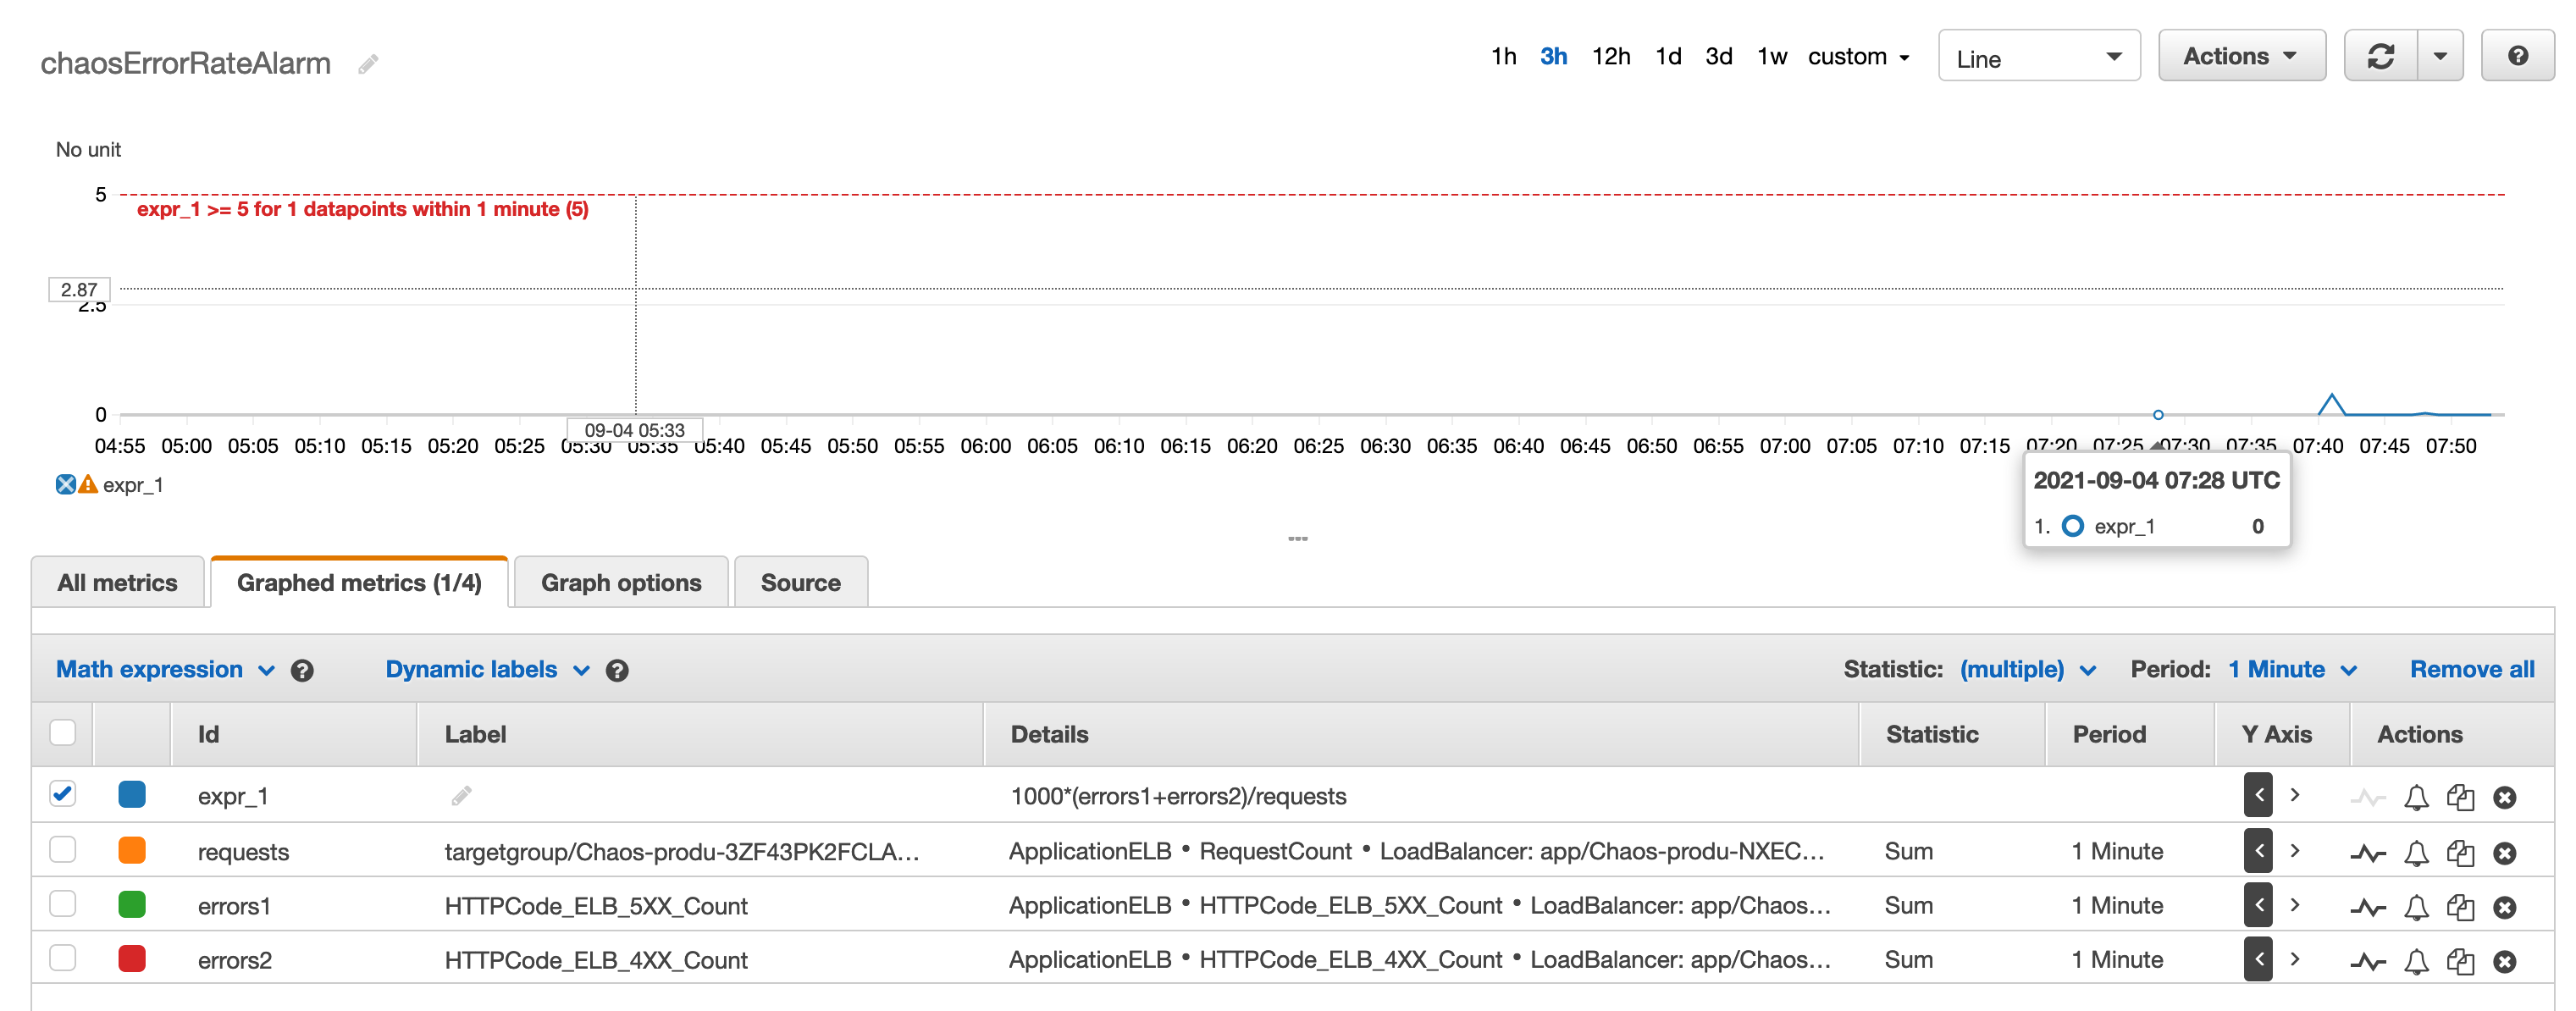 chaosErrorRateAlarm
1h 3h 12h 1d 3d 1w custom Line Actions
No unit
5
expr_1 >= 5 for 1 datapoints within 1 minute (5)
2.87
2.5
0
09-04 05:33
04:55 05:00 05:05 05:10 05:15 05:20 05:25 05:30 05:35 05:40 05:45 05:50 05:55 06:00 06:05 06:10 06:15 06:20 06:25 06:30 06:35 06:40 06:45 06:50 06:55 07:00 07:05 07:10 07:15 07:20 07:25 07:30 07:35 07:40 07:45 07:50
expr_1
2021-09-04 07:28 UTC
1. expr_1 0
All metrics Graphed metrics (1/4) Graph options Source
Math expression Dynamic labels Statistic: (multiple) Period: 1 Minute Remove all
Id Label Details Statistic Period Y Axis Actions
expr_1 1000*(errors1+errors2)/requests
requests targetgroup/Chaos-produ-3ZF43PK2FCLA... ApplicationELB • RequestCount • LoadBalancer: app/Chaos-produ-NXEC... Sum 1 Minute
errors1 HTTPCode_ELB_5XX_Count ApplicationELB • HTTPCode_ELB_5XX_Count • LoadBalancer: app/Chaos... Sum 1 Minute
errors2 HTTPCode_ELB_4XX_Count ApplicationELB • HTTPCode_ELB_4XX_Count • LoadBalancer: app/Chaos... Sum 1 Minute